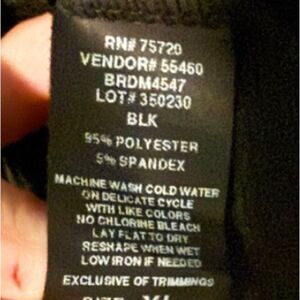 RN# 75720
VENDOR# 55460
BRDM4547
LOT# 350230
BLK
95% POLYESTER
5% SPANDEX
MACHINE WASH COLD WATER
ON DELICATE CYCLE
WITH LIKE COLORS
NO CHLORINE BLEACH
LAY FLAT TO DRY
RESHAPE WHEN WET
LOW IRON IF NEEDED
EXCLUSIVE OF TRIMMINGS